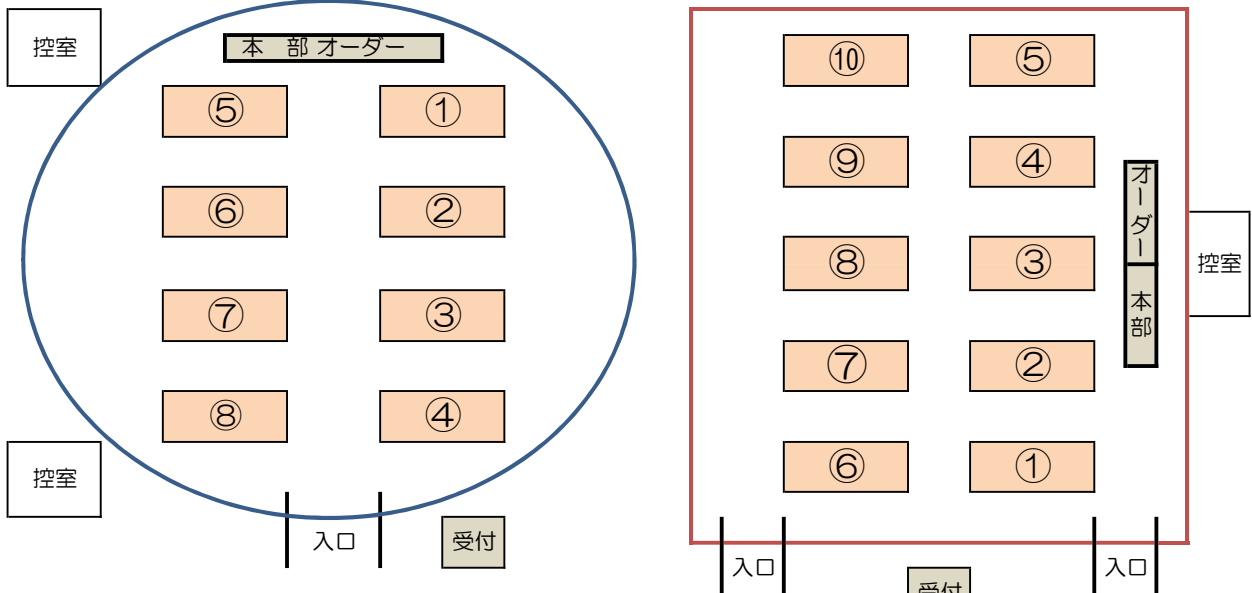 控室
本 部 オーダー
⑤ ①
⑥ ②
⑦ ③
⑧ ④
控室
入口
受付
⑩ ⑤
⑨ ④
⑧ ③
⑦ ②
⑥ ①
オーダー
本部
控室
入口
受付
入口